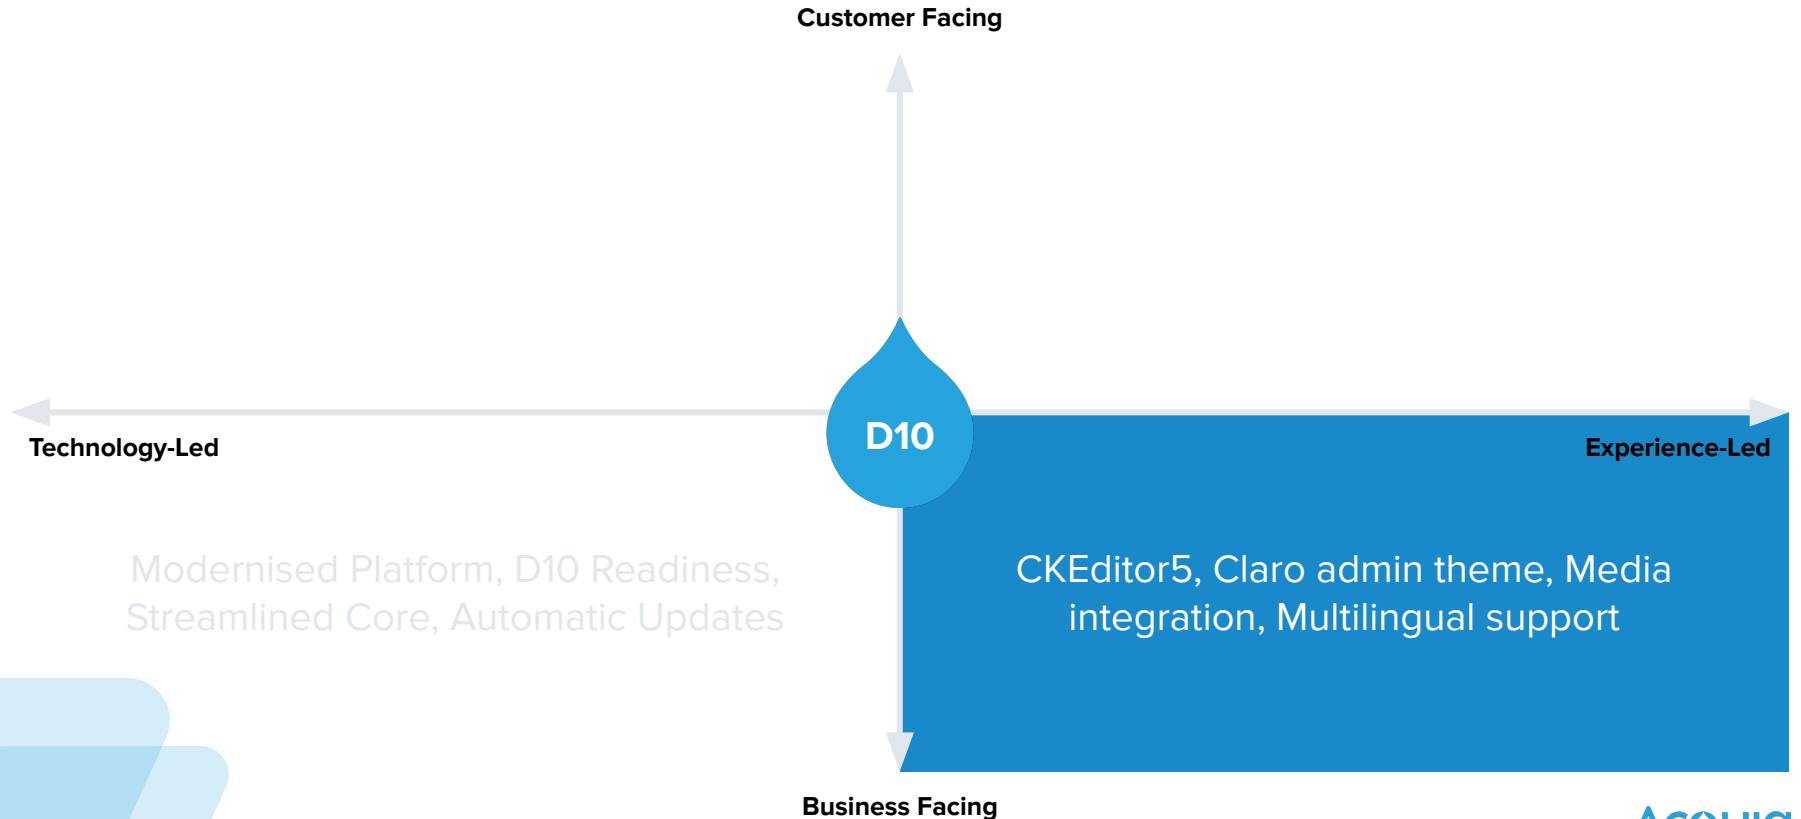 Customer Facing
D10
Technology-Led
Experience-Led
Modernised Platform, D10 Readiness,
Streamlined Core, Automatic Updates
CKEditor5, Claro admin theme, Media
integration, Multilingual support
Business Facing